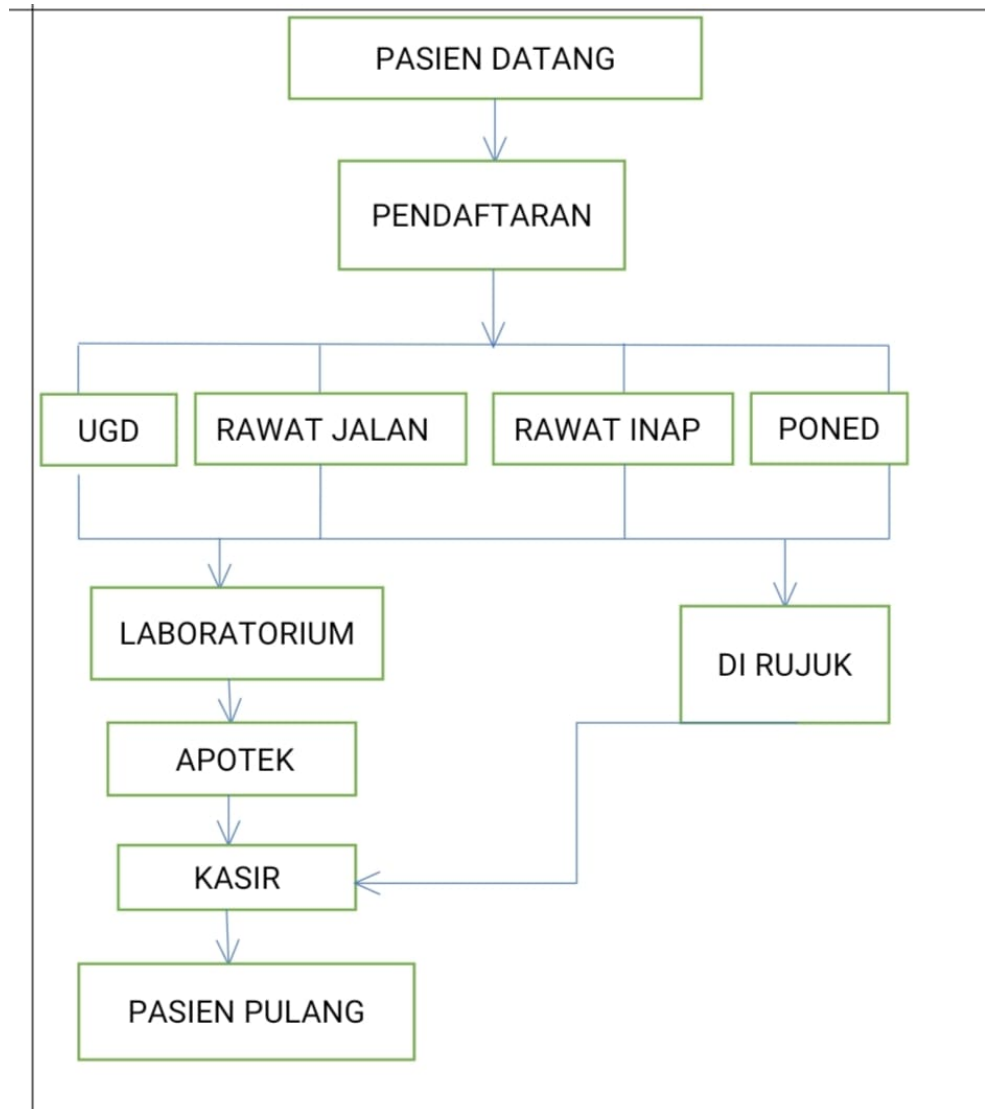 PASIEN DATANG
PENDAFTARAN
UGD
RAWAT JALAN
RAWAT INAP
PONED
LABORATORIUM
DI RUJUK
APOTEK
KASIR
PASIEN PULANG